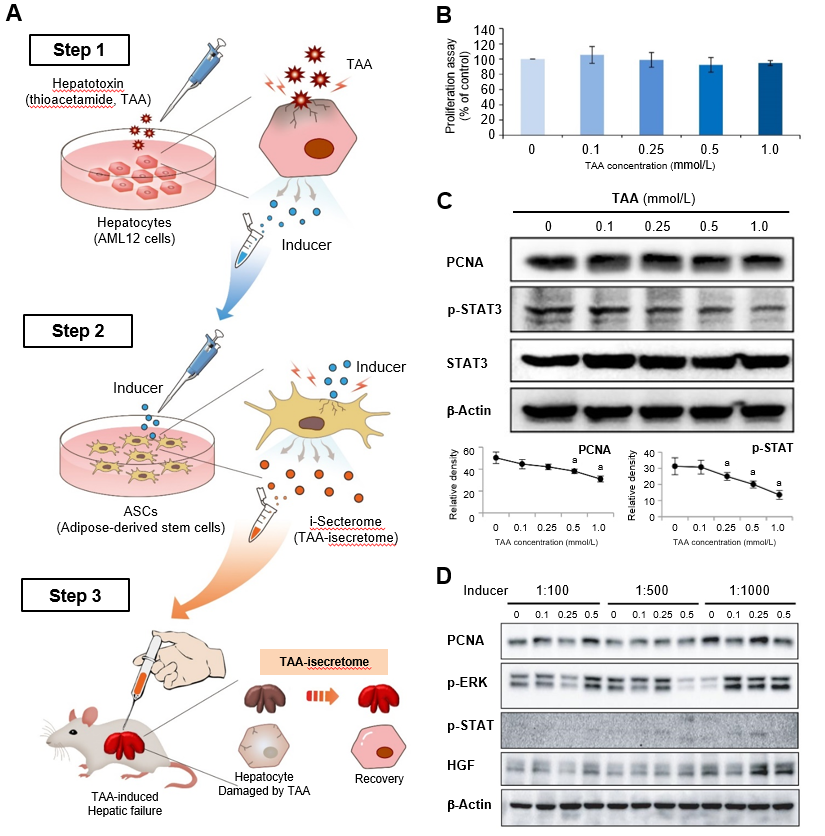 A
Step 1
Hepatotoxin
(thioacetamide, TAA)
TAA
Hepatocytes
(AML12 cells)
Inducer
Step 2
Inducer
Inducer
ASCs
(Adipose-derived stem cells)
i-Secterome
(TAA-isecretome)
Step 3
TAA-isecretome
TAA-induced
Hepatic failure
Hepatocyte
Damaged by TAA
Recovery
B
Proliferation assay
(% of control)
140
120
100
80
60
40
20
0
0 0.1 0.25 0.5 1.0
TAA concentration (mmol/L)
C
TAA (mmol/L)
0 0.1 0.25 0.5 1.0
PCNA
p-STAT3
STAT3
β-Actin
PCNA
Relative density
60
40
20
0
a a
0 0.1 0.25 0.5 1.0
TAA concentration (mmol/L)
p-STAT
Relative density
40
30
20
10
0
a a a
0 0.1 0.25 0.5 1.0
TAA concentration (mmol/L)
D
Inducer 1:100 1:500 1:1000
0 0.1 0.25 0.5 0 0.1 0.25 0.5 0 0.1 0.25 0.5
PCNA
p-ERK
p-STAT
HGF
β-Actin